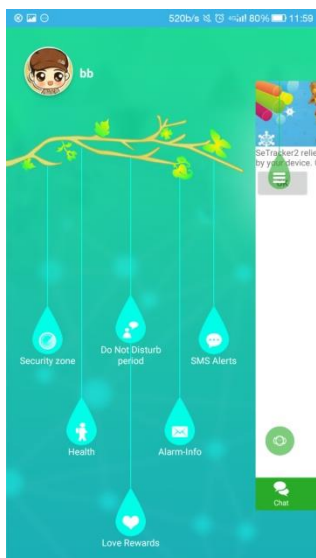 520b/s 80% 11:59
bb
SeTracker2 relie
by your device.
Security zone
Do Not Disturb
period
SMS Alerts
Health
Alarm-Info
Love Rewards
Chat